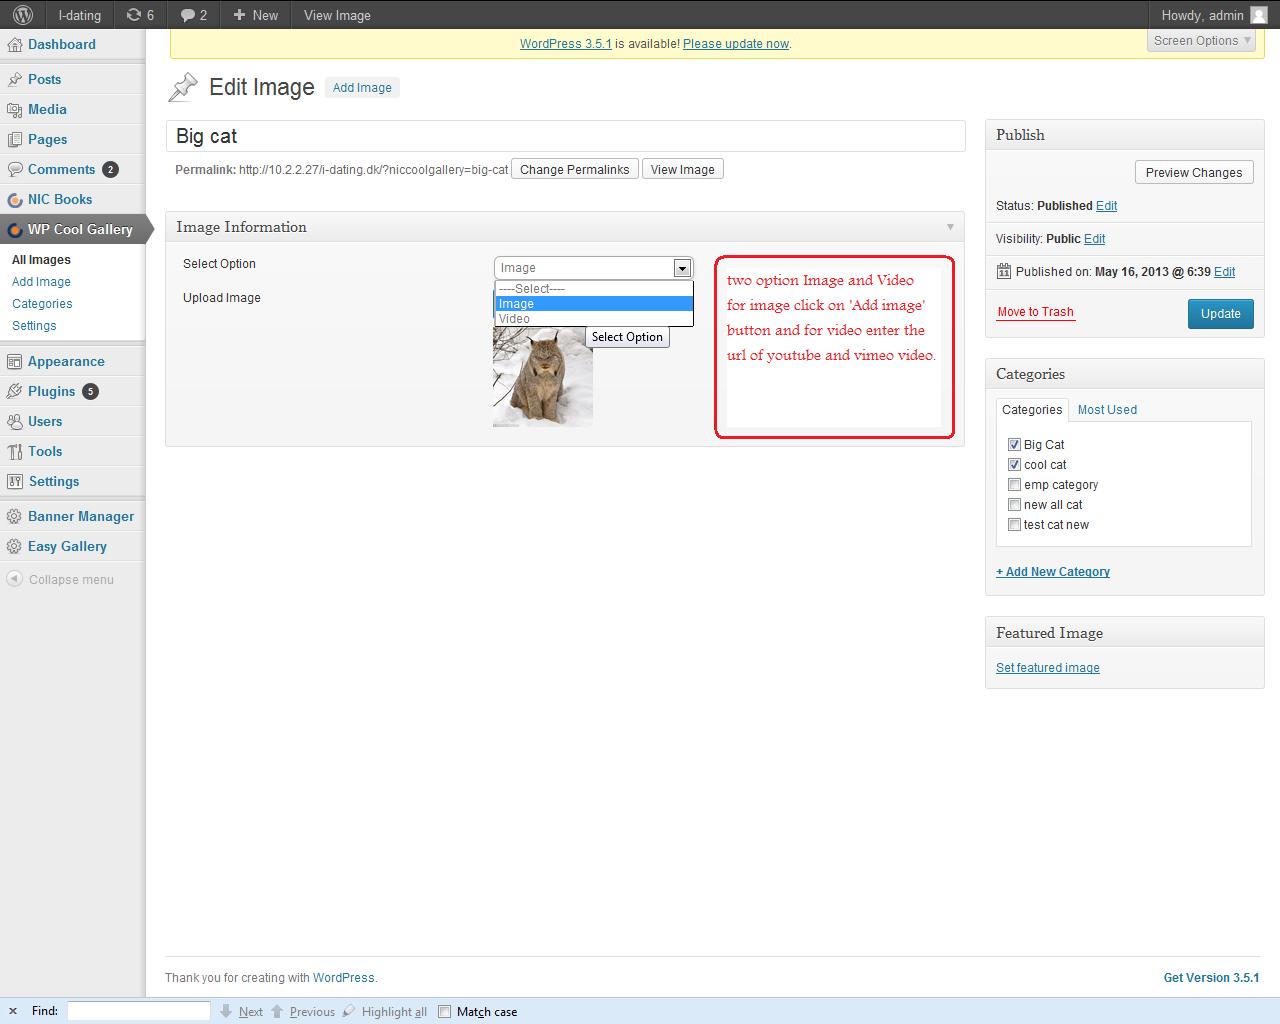 I-dating 6 2 New View Image Howdy, admin
WordPress 3.5.1 is available! Please update now.
Screen Options
Dashboard
Posts
Media
Pages
Comments 2
NIC Books
WP Cool Gallery
All Images
Add Image
Categories
Settings
Appearance
Plugins 5
Users
Tools
Settings
Banner Manager
Easy Gallery
Collapse menu
Edit Image Add Image
Big cat
Permalink: http://10.2.2.27/i-dating.dk/?niccoolgallery=big-cat Change Permalinks View Image
Image Information
Select Option
Image
----Select----
Image
Video
Upload Image
Select Option
two option Image and Video
for image click on 'Add image'
button and for video enter the
url of youtube and vimeo video.
Publish
Preview Changes
Status: Published Edit
Visibility: Public Edit
Published on: May 16, 2013 @ 6:39 Edit
Move to Trash Update
Categories
Categories Most Used
Big Cat
cool cat
emp category
new all cat
test cat new
+ Add New Category
Featured Image
Set featured image
Thank you for creating with WordPress. Get Version 3.5.1
x Find: Next Previous Highlight all Match case